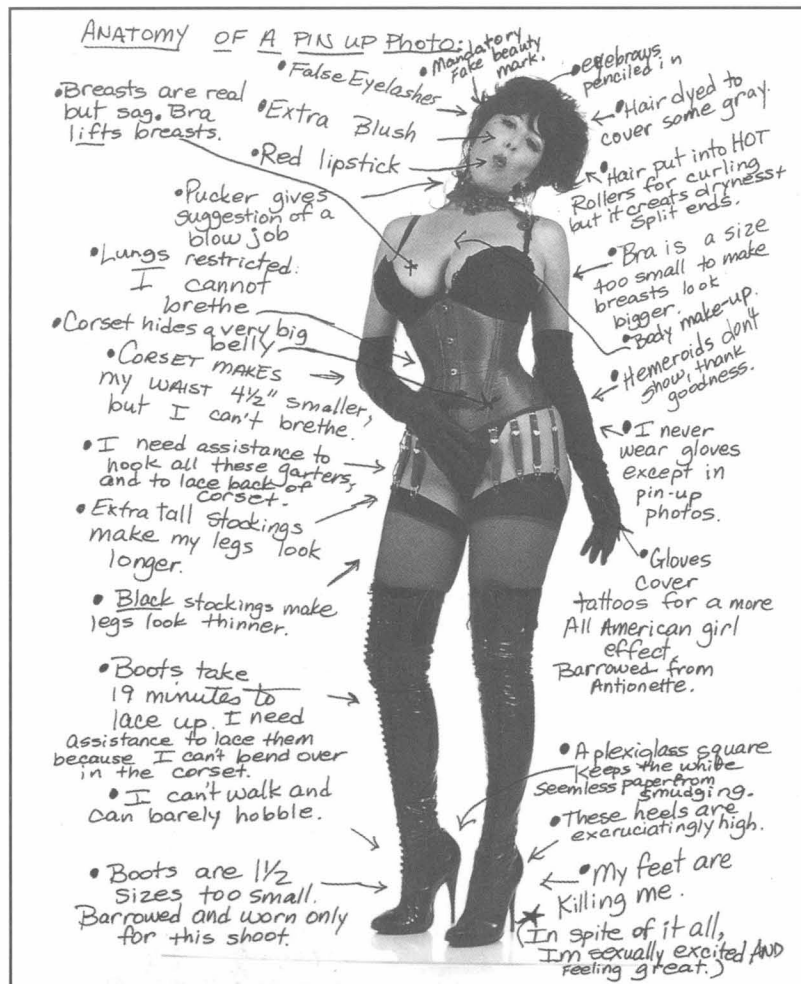 ANATOMY OF A PIN UP PHOTO:
•Mandatory
Fake beauty
mark.
•eyebrows
penciled in
•False Eyelashes
•Breasts are real
but sag. Bra
lifts breasts.
•Extra Blush
•Hair dyed to
cover some gray.
•Red lipstick
•Hair put into HOT
Rollers for curling
but it creats dryness+
Split ends.
•Pucker gives
suggestion of a
blow job
•Lungs restricted.
I cannot
brethe
•Bra is a size
too small to make
breasts look
bigger.
•Corset hides a very big
belly
•Body make-up.
•CORSET MAKES
my WAIST 4½" smaller,
but I can't brethe.
•Hemeroids don't
show, thank
goodness.
•I need assistance to
hook all these garters,
and to lace back of
corset.
•I never
wear gloves
except in
pin-up
photos.
•Extra tall stockings
make my legs look
longer.
•Gloves
cover
tattoos for a more
All American girl
effect.
Barrowed from
Antionette.
•Black stockings make
legs look thinner.
•Boots take
19 minutes to
lace up. I need
assistance to lace them
because I can't bend over
in the corset.
•A plexiglass square
keeps the white
seemless paper from
smudging.
•I can't walk and
can barely hobble.
•These heels are
excruciatingly high.
•Boots are 1½
sizes too small.
Barrowed and worn only
for this shoot.
•My feet are
killing me.
(In spite of it all,
Im sexually excited AND
feeling great.)